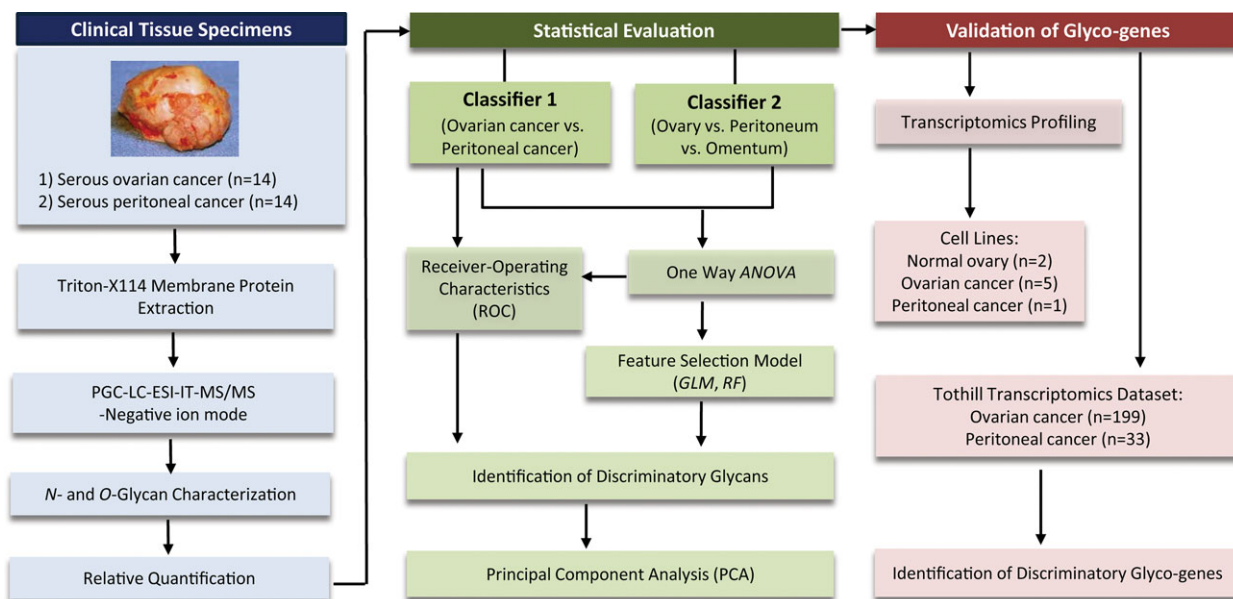 Clinical Tissue Specimens
1) Serous ovarian cancer (n=14)
2) Serous peritoneal cancer (n=14)
Triton-X114 Membrane Protein
Extraction
PGC-LC-ESI-IT-MS/MS
-Negative ion mode
N- and O-Glycan Characterization
Relative Quantification
Statistical Evaluation
Classifier 1
(Ovarian cancer vs.
Peritoneal cancer)
Classifier 2
(Ovary vs. Peritoneum
vs. Omentum)
Receiver-Operating
Characteristics
(ROC)
One Way ANOVA
Feature Selection Model
(GLM, RF)
Identification of Discriminatory Glycans
Principal Component Analysis (PCA)
Validation of Glyco-genes
Transcriptomics Profiling
Cell Lines:
Normal ovary (n=2)
Ovarian cancer (n=5)
Peritoneal cancer (n=1)
Tothill Transcriptomics Dataset:
Ovarian cancer (n=199)
Peritoneal cancer (n=33)
Identification of Discriminatory Glyco-genes